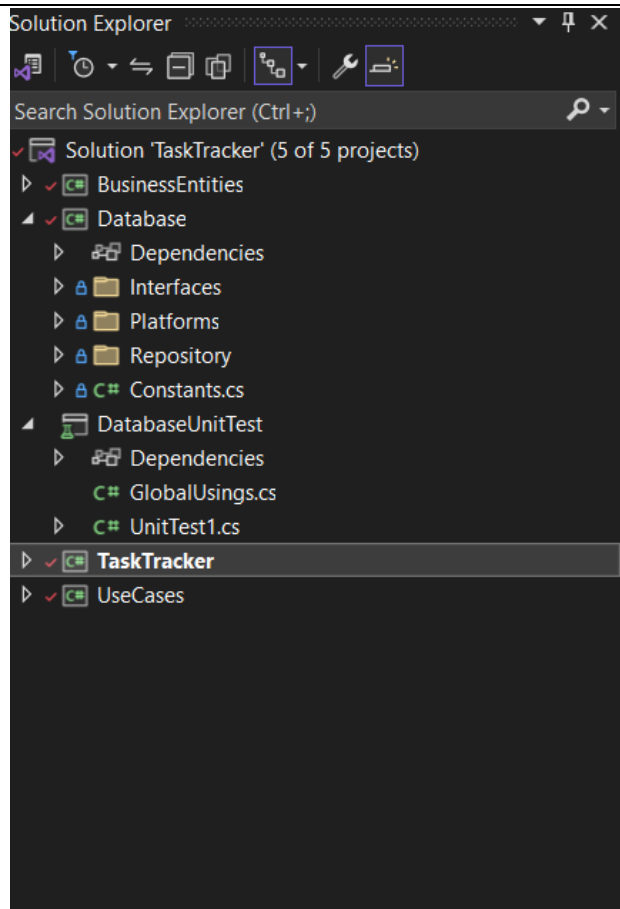 Solution Explorer
Search Solution Explorer (Ctrl+;)
Solution 'TaskTracker' (5 of 5 projects)
C# BusinessEntities
C# Database
Dependencies
Interfaces
Platforms
Repository
C# Constants.cs
DatabaseUnitTest
Dependencies
C# GlobalUsings.cs
C# UnitTest1.cs
C# TaskTracker
C# UseCases